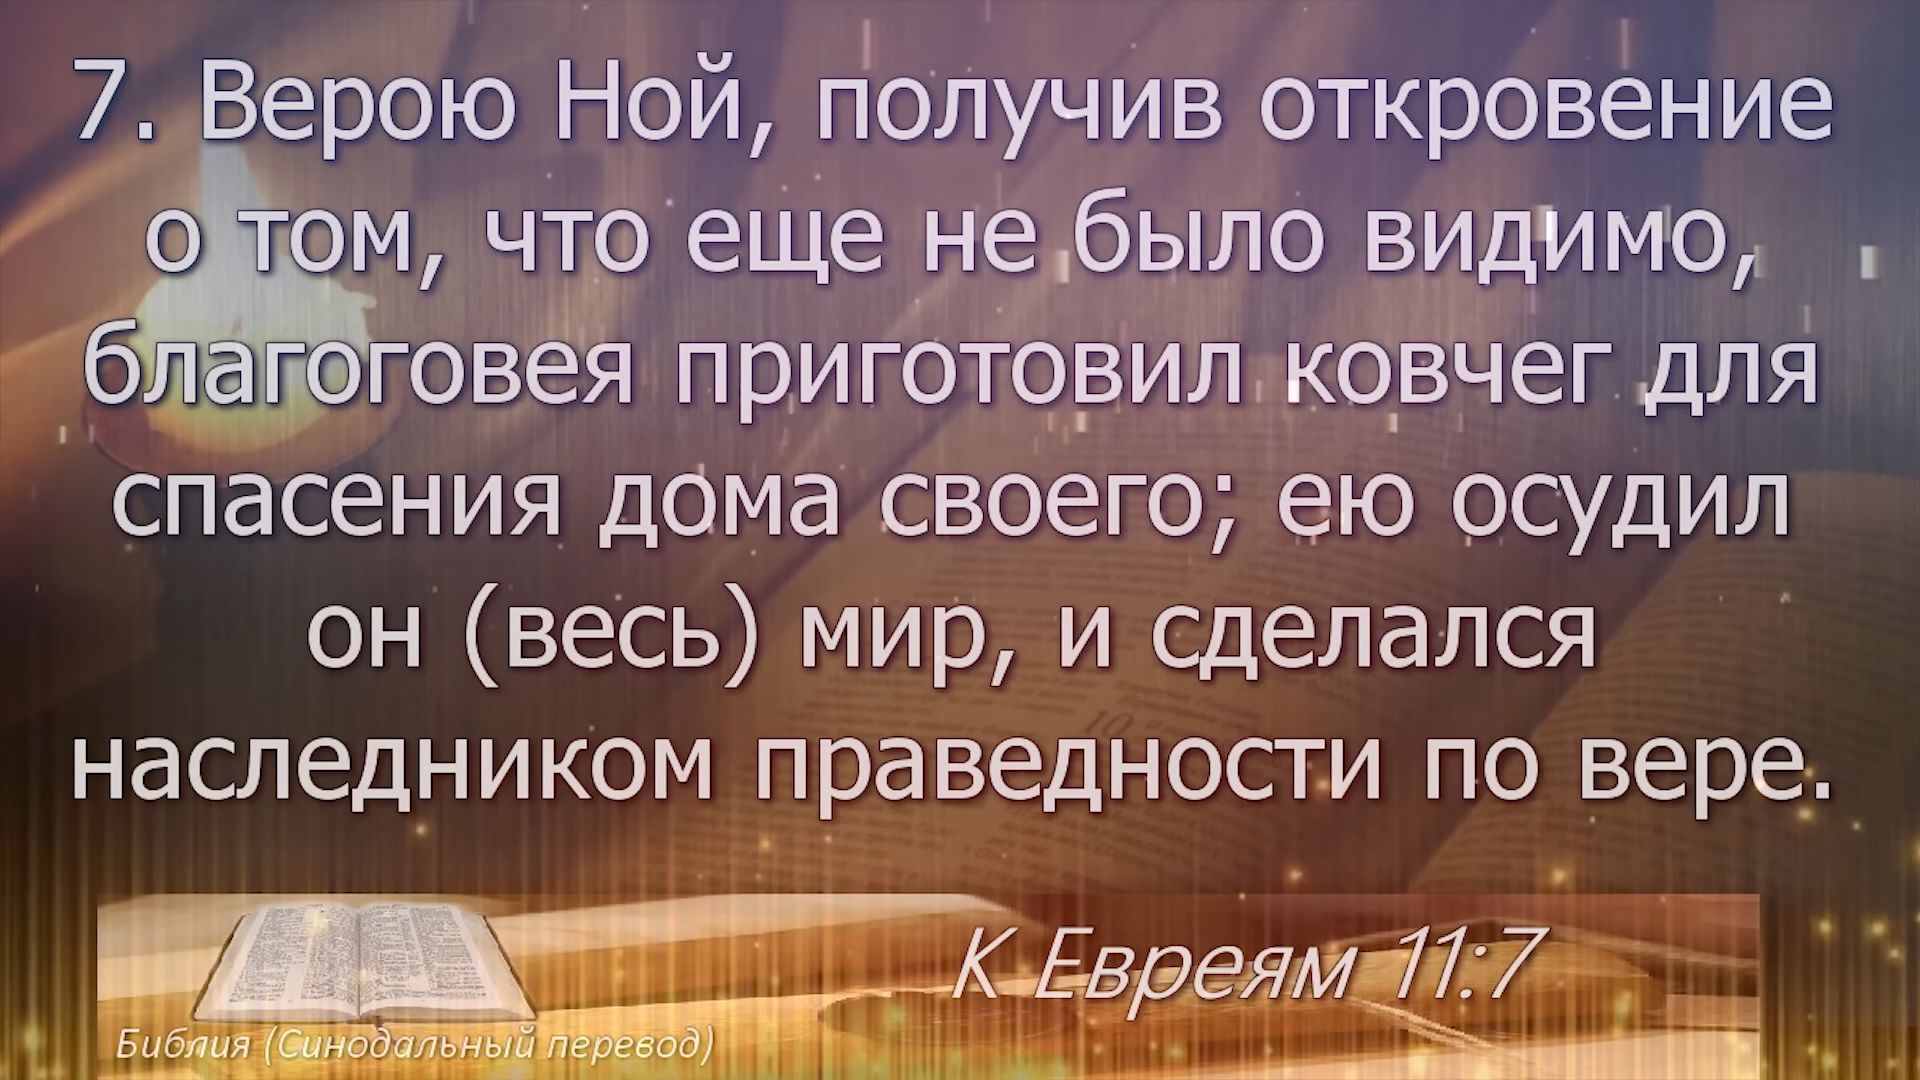 7. Верою Ной, получив откровение
о том, что еще не было видимо,
благоговея приготовил ковчег для
спасения дома своего; ею осудил
он (весь) мир, и сделался
наследником праведности по вере.
К Евреям 11:7
Библия (Синодальный перевод)